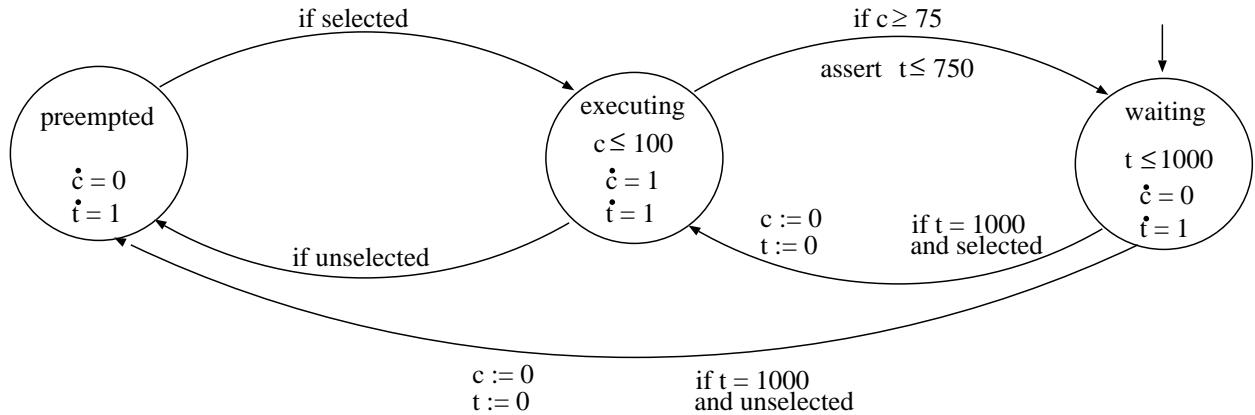 if selected
if c ≥ 75
assert t ≤ 750
preempted
ċ = 0
ṫ = 1
executing
c ≤ 100
ċ = 1
ṫ = 1
waiting
t ≤ 1000
ċ = 0
ṫ = 1
if unselected
c := 0
t := 0
if t = 1000
and selected
c := 0
t := 0
if t = 1000
and unselected